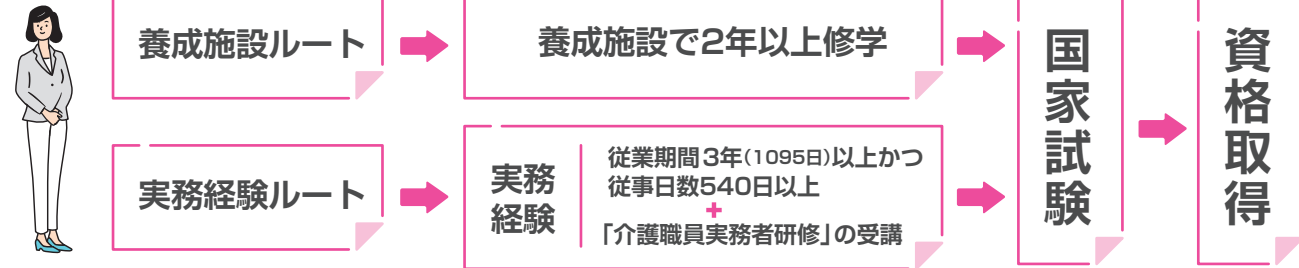 養成施設ルート
養成施設で2年以上修学
実務経験ルート
実務
経験
従業期間3年(1095日)以上かつ
従事日数540日以上
+
「介護職員実務者研修」の受講
国家試験
資格取得